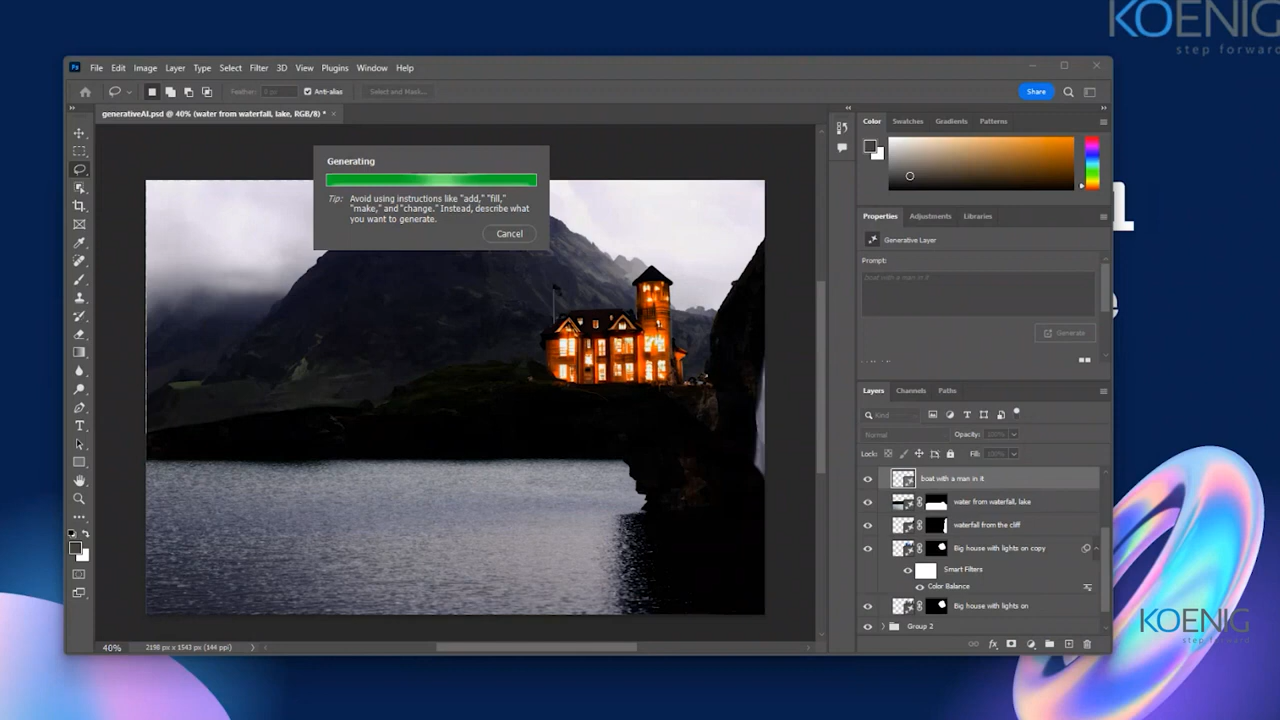 KOENIG
step forward
File Edit Image Layer Type Select Filter 3D View Plugins Window Help
Feather: 0 px Anti-alias Select and Mask... Share
generativeAI.psd @ 40% (water from waterfall, lake, RGB/8) * ×
Color Swatches Gradients Patterns
Generating
Tip: Avoid using instructions like "add," "fill,"
"make," and "change." Instead, describe what
you want to generate.
Cancel
Properties Adjustments Libraries
Generative Layer
Prompt:
boat with a man in it
Generate
Layers Channels Paths
Kind
Normal Opacity: 100%
Lock: Fill: 100%
boat with a man in it
water from waterfall, lake
waterfall from the cliff
Big house with lights on copy
Smart Filters
Color Balance
Big house with lights on
Group 2
40% 2198 px x 1543 px (144 ppi)
KOENIG
step forward